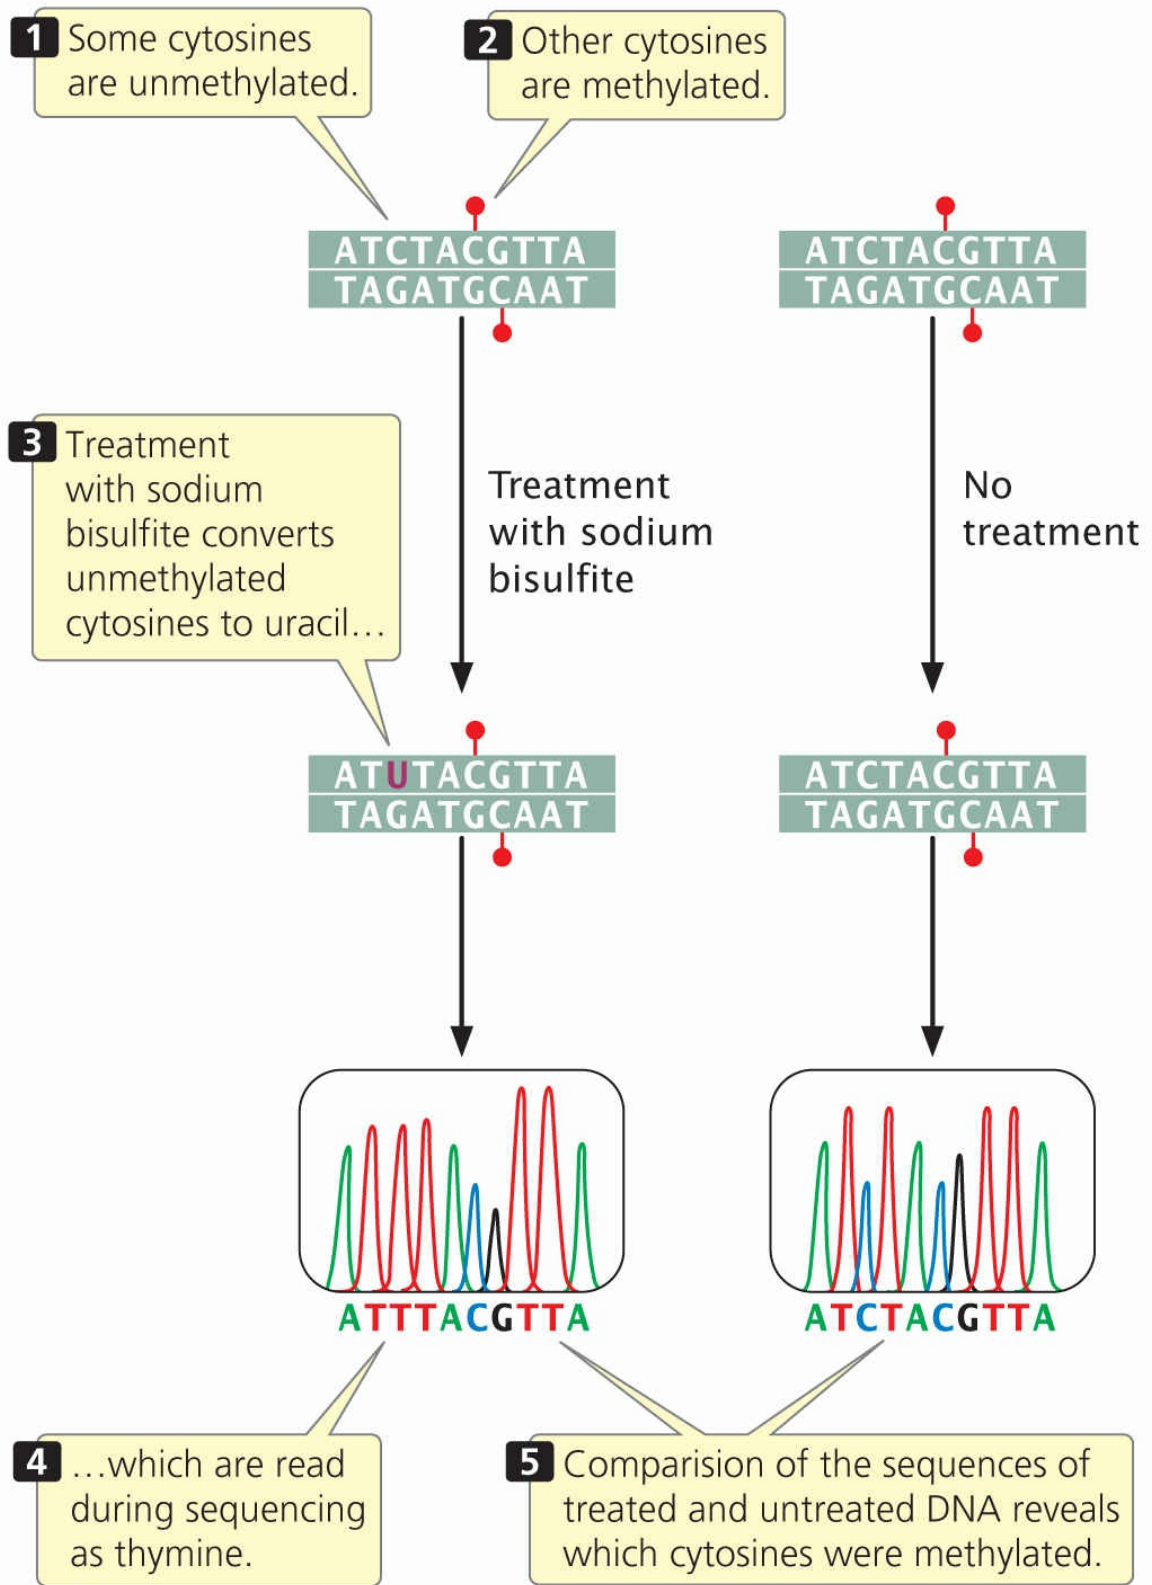 1 Some cytosines
are unmethylated.
2 Other cytosines
are methylated.
ATCTACGTTA
TAGATGCAAT
ATCTACGTTA
TAGATGCAAT
3 Treatment
with sodium
bisulfite converts
unmethylated
cytosines to uracil...
Treatment
with sodium
bisulfite
No
treatment
ATUTACGTTA
TAGATGCAAT
ATCTACGTTA
TAGATGCAAT
ATTTACGTTA
ATCTACGTTA
4 ...which are read
during sequencing
as thymine.
5 Comparision of the sequences of
treated and untreated DNA reveals
which cytosines were methylated.